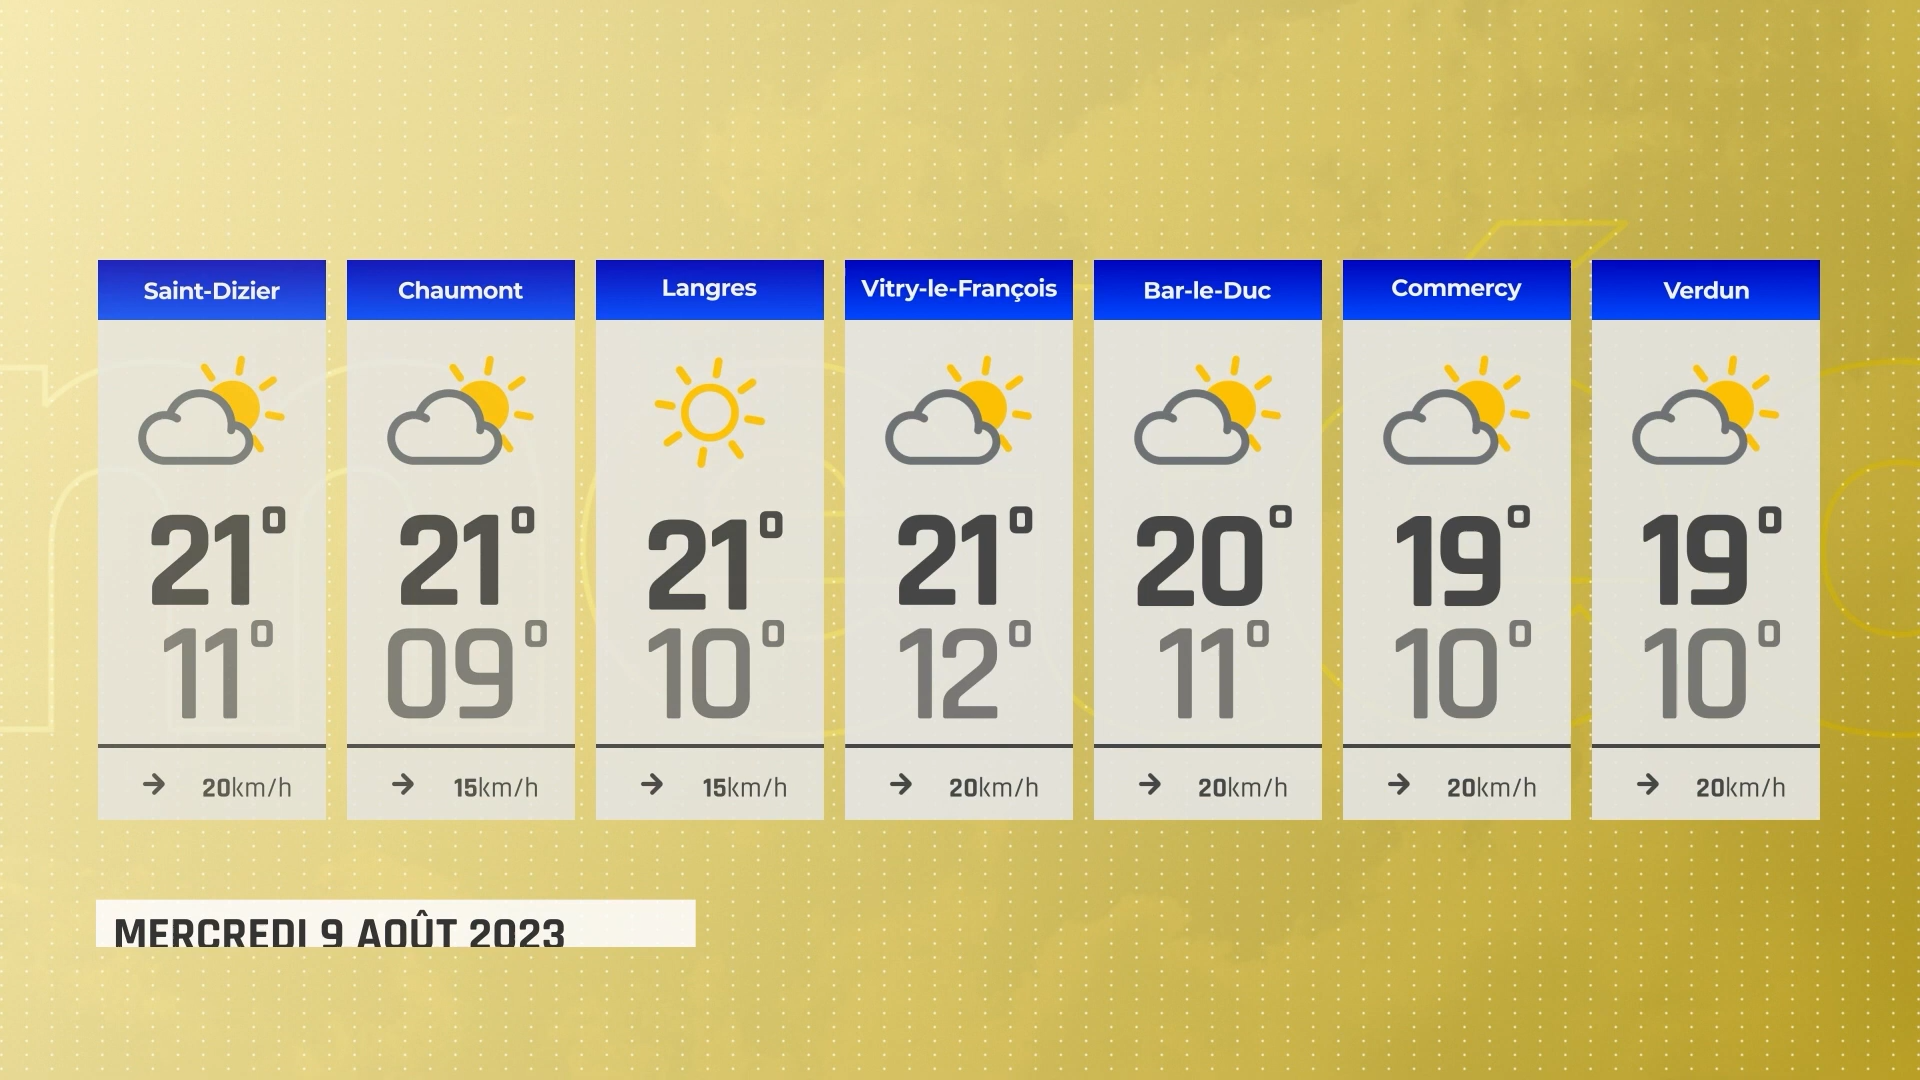 Saint-Dizier
21°
11°
20km/h
Chaumont
21°
09°
15km/h
Langres
21°
10°
15km/h
Vitry-le-François
21°
12°
20km/h
Bar-le-Duc
20°
11°
20km/h
Commercy
19°
10°
20km/h
Verdun
19°
10°
20km/h
MERCREDI 9 AOÛT 2023